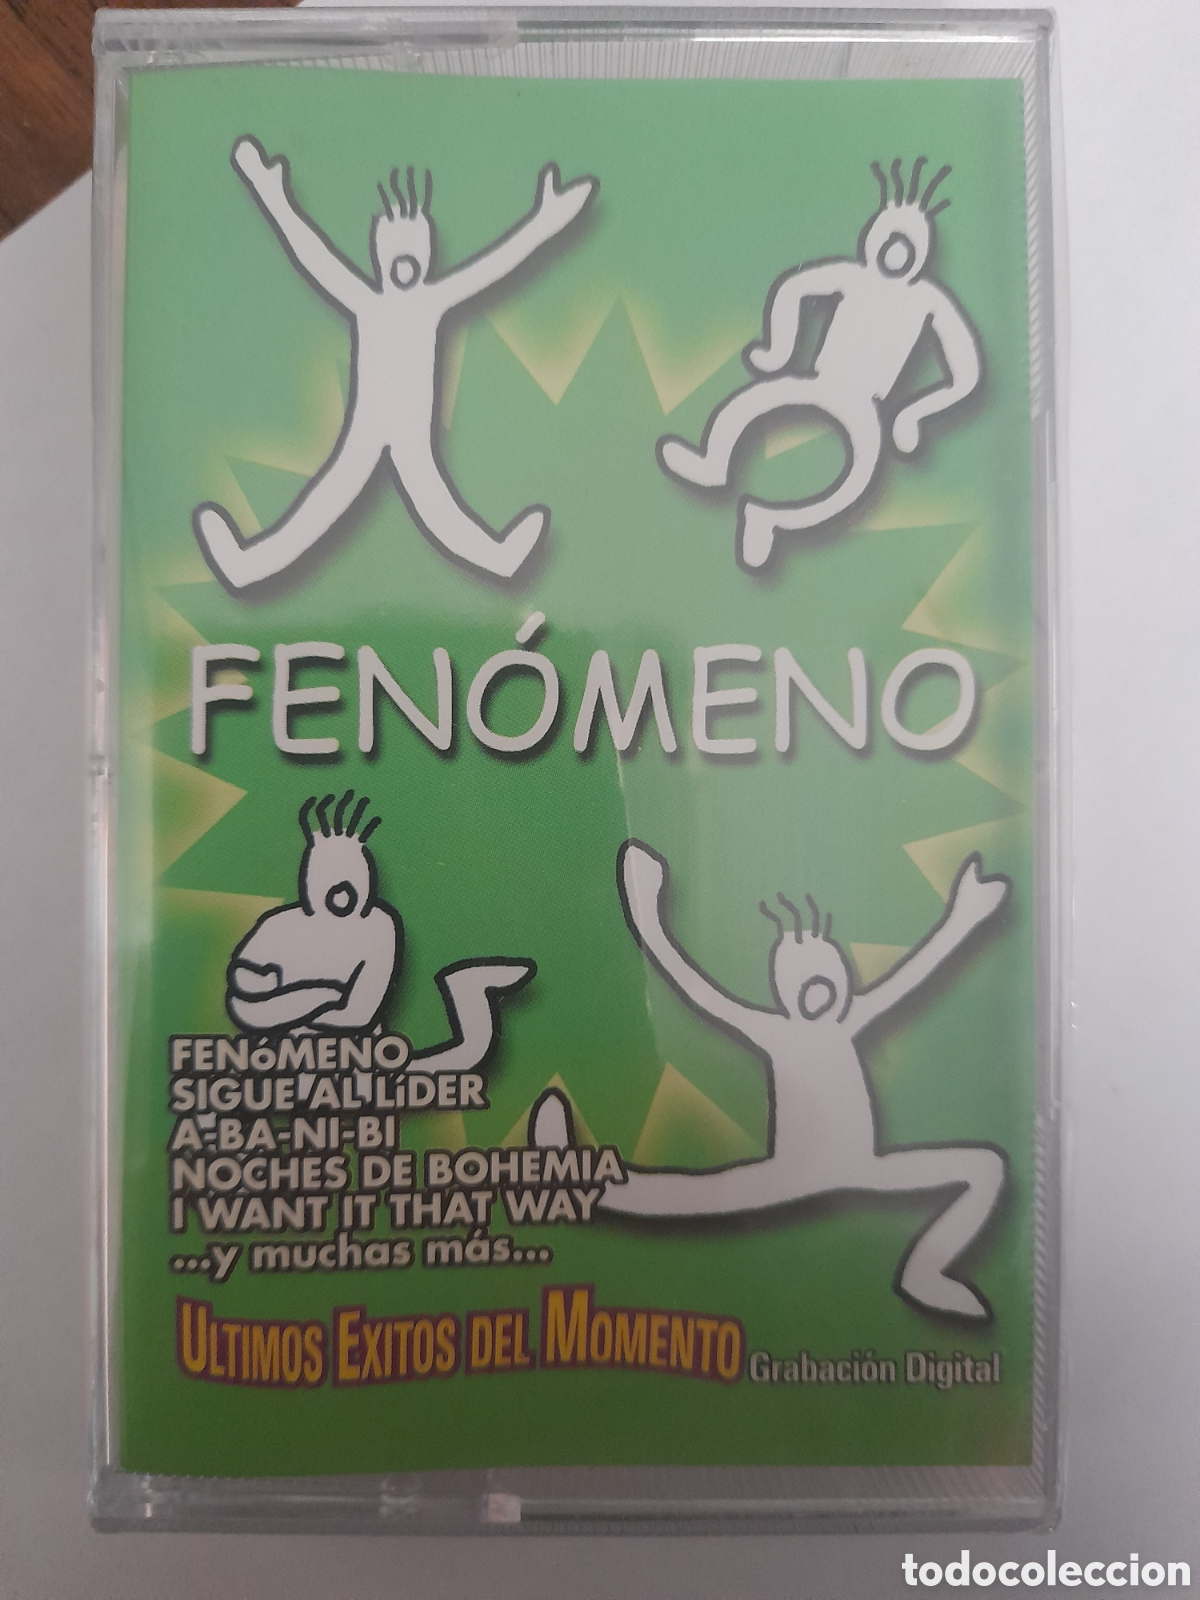 FENÓMENO
FENóMENO
SIGUE AL LíDER
A-BA-NI-BI
NOCHES DE BOHEMIA
I WANT IT THAT WAY
...y muchas más...
ULTIMOS EXITOS DEL MOMENTO
Grabación Digital
todocoleccion